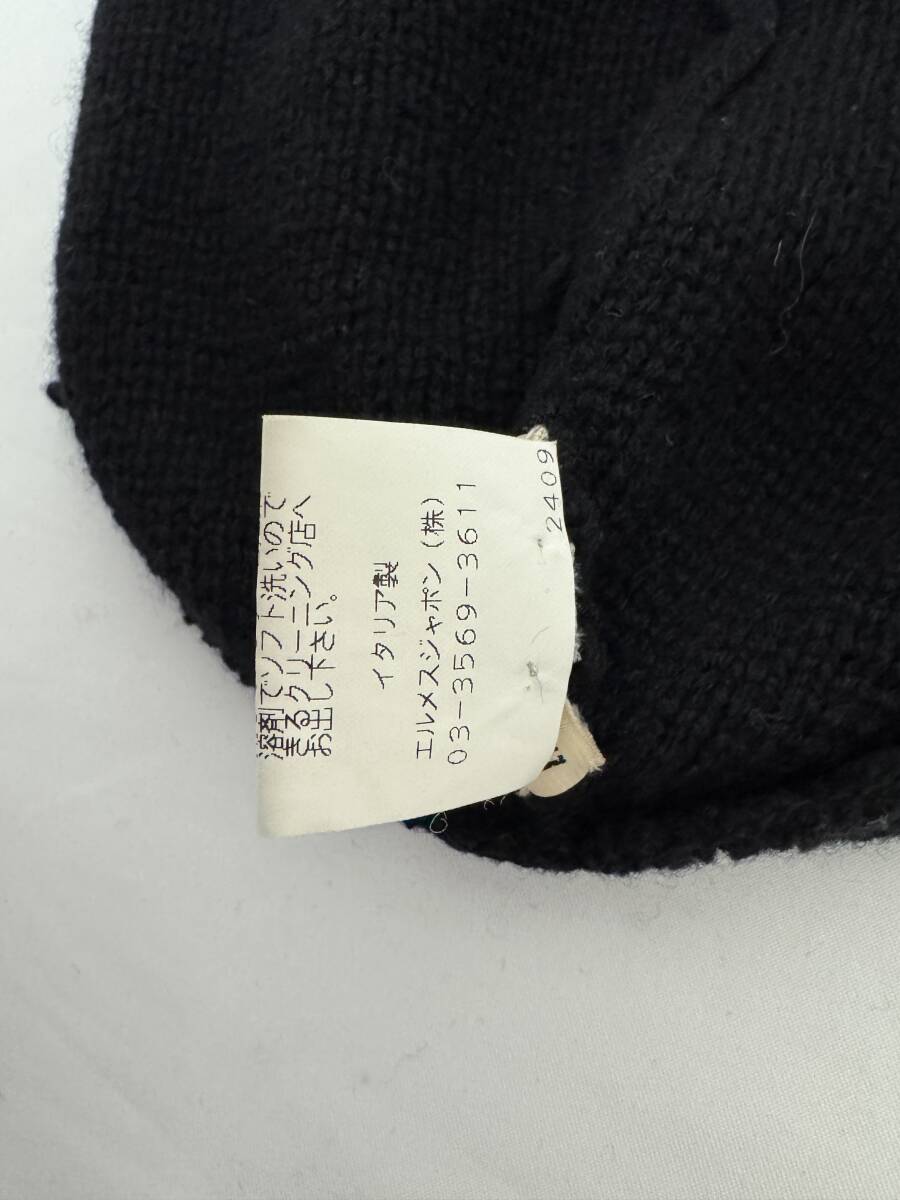 溶剤でソフト洗いので
きるクリーニング店へ
お出し下さい。
イタリア製
エルメスジャポン(株)
03-3569-3611
2409